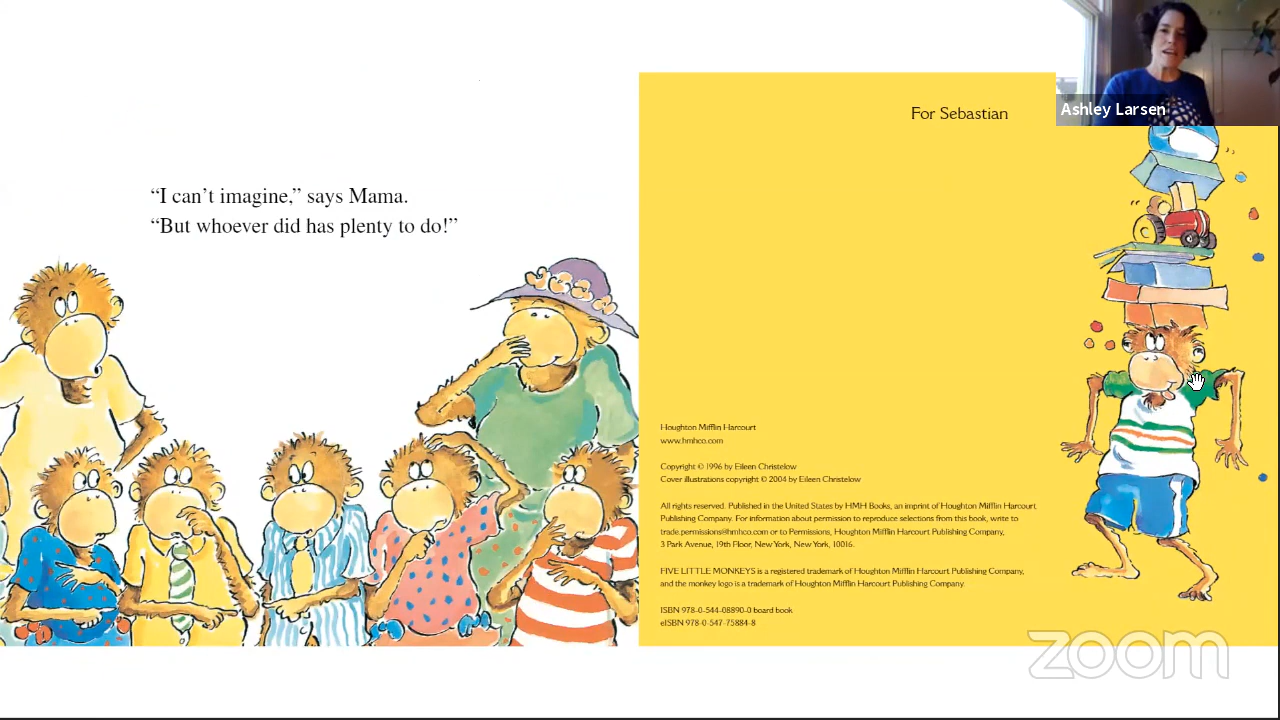 “I can’t imagine,” says Mama.
“But whoever did has plenty to do!”
For Sebastian
Ashley Larsen
Houghton Mifflin Harcourt
www.hmhco.com
Copyright © 1996 by Eileen Christelow
Cover illustrations copyright © 2004 by Eileen Christelow
All rights reserved. Published in the United States by HMH Books, an imprint of Houghton Mifflin Harcourt
Publishing Company. For information about permission to reproduce selections from this book, write to
trade.permissions@hmhco.com or to Permissions, Houghton Mifflin Harcourt Publishing Company,
3 Park Avenue, 19th Floor, New York, New York, 10016.
FIVE LITTLE MONKEYS is a registered trademark of Houghton Mifflin Harcourt Publishing Company,
and the monkey logo is a trademark of Houghton Mifflin Harcourt Publishing Company.
ISBN 978-0-544-08890-0 board book
eISBN 978-0-547-75884-8
zoom